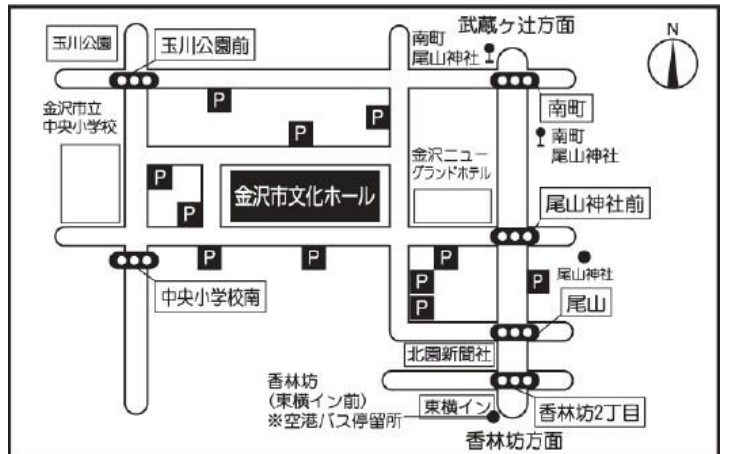 武蔵ヶ辻方面
N
玉川公園
玉川公園前
南町
尾山神社
金沢市立
中央小学校
P
P
P
南町
南町
尾山神社
金沢ニュー
グランドホテル
P
P
金沢市文化ホール
尾山神社前
P
P
P
P
P
P
尾山神社
中央小学校南
尾山
北國新聞社
香林坊
(東横イン前)
※空港バス停留所
東横イン
香林坊2丁目
香林坊方面